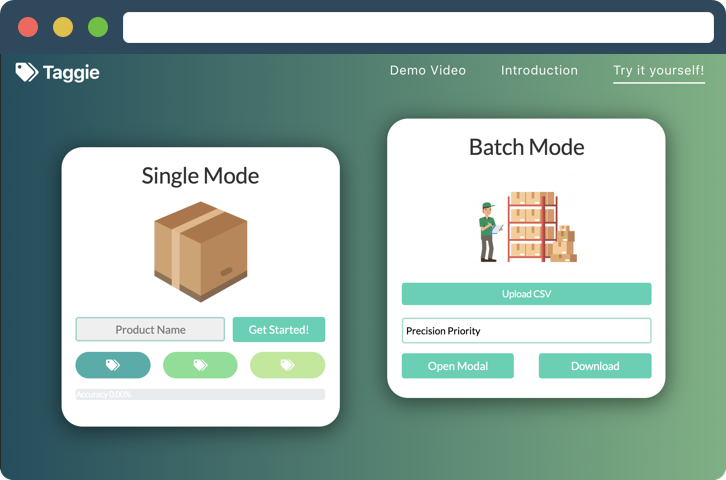 Taggie
Demo Video
Introduction
Try it yourself!
Single Mode
Product Name
Get Started!
Accuracy 0.00%
Batch Mode
Upload CSV
Precision Priority
Open Modal
Download